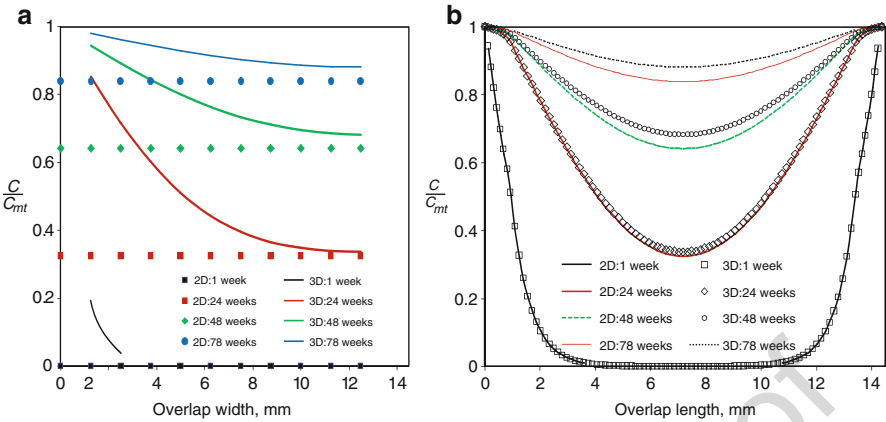 a
1
0.8
0.6
0.4
0.2
0
C
C_mt
0 2 4 6 8 10 12 14
Overlap width, mm
2D:1 week 3D:1 week
2D:24 weeks 3D:24 weeks
2D:48 weeks 3D:48 weeks
2D:78 weeks 3D:78 weeks
b
1
0.8
0.6
0.4
0.2
0
C
C_mt
0 2 4 6 8 10 12 14
Overlap length, mm
2D:1 week 3D:1 week
2D:24 weeks 3D:24 weeks
2D:48 weeks 3D:48 weeks
2D:78 weeks 3D:78 weeks
of